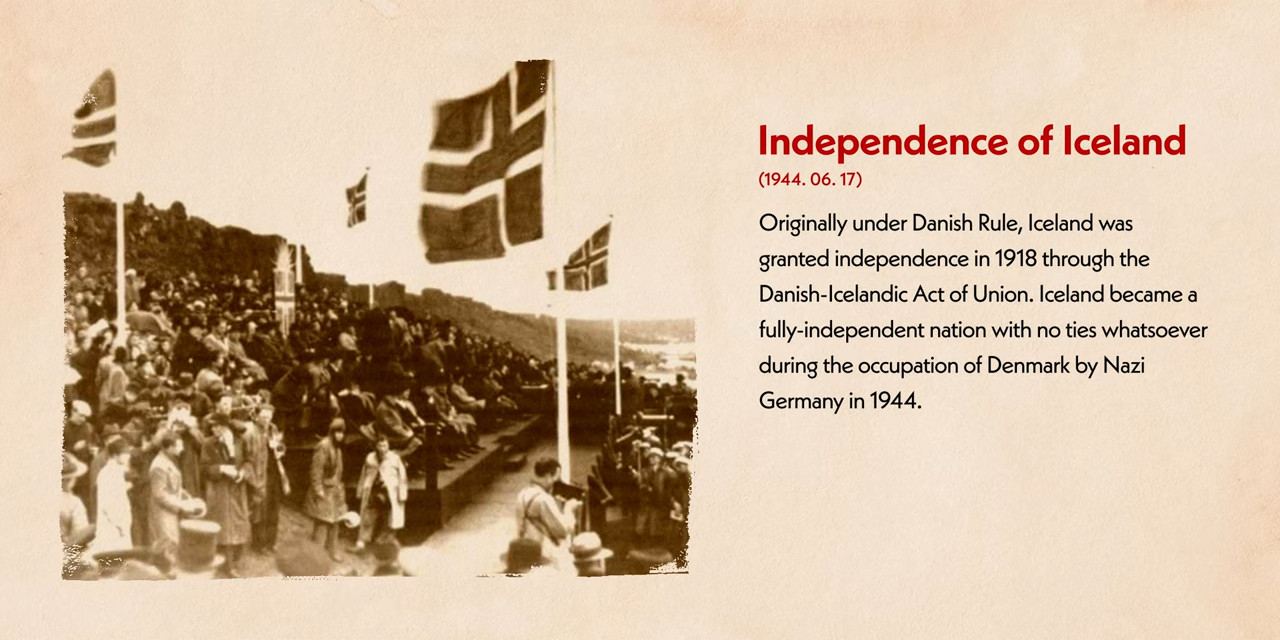 Independence of Iceland
(1944. 06. 17)
Originally under Danish Rule, Iceland was
granted independence in 1918 through the
Danish-Icelandic Act of Union. Iceland became a
fully-independent nation with no ties whatsoever
during the occupation of Denmark by Nazi
Germany in 1944.